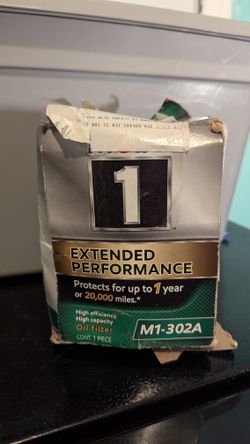 1
EXTENDED
PERFORMANCE
Protects for up to 1 year
or 20,000 miles.*
High efficiency
High capacity
Oil filter
CONT. 1 PIECE
M1-302A